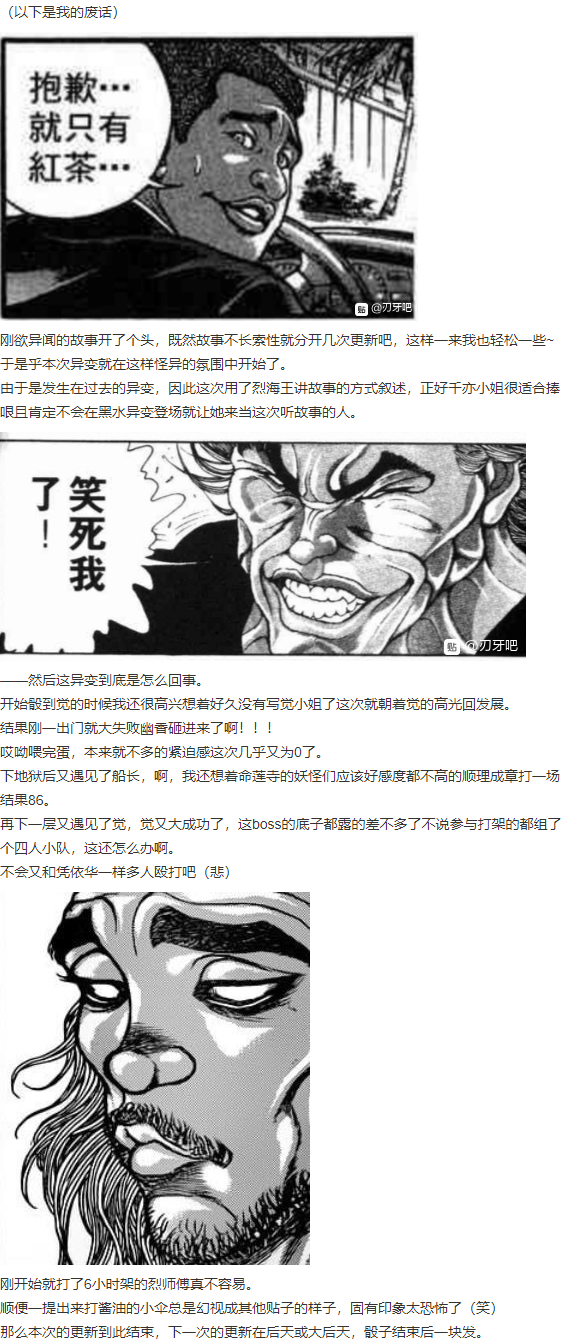 （以下是我的废话）
抱歉…
就只有
紅茶…
贴 @刃牙吧
刚欲异闻的故事开了个头，既然故事不长索性就分开几次更新吧，这样一来我也轻松一些~
于是乎本次异变就在这样怪异的氛围中开始了。
由于是发生在过去的异变，因此这次用了烈海王讲故事的方式叙述，正好千亦小姐很适合捧
哏且肯定不会在黑水异变登场就让她来当这次听故事的人。
笑死我
了！
贴 @刃牙吧
——然后这异变到底是怎么回事。
开始骰到觉的时候我还很高兴想着好久没有写觉小姐了这次就朝着觉的高光回发展。
结果刚一出门就大失败幽香砸进来了啊！！！
哎呦喂完蛋，本来就不多的紧迫感这次几乎又为0了。
下地狱后又遇见了船长，啊，我还想着命莲寺的妖怪们应该好感度都不高的顺理成章打一场
结果86。
再下一层又遇见了觉，觉又大成功了，这boss的底子都露的差不多了不说参与打架的都组了
个四人小队，这还怎么办啊。
不会又和凭依华一样多人殴打吧（悲）
刚开始就打了6小时架的烈师傅真不容易。
顺便一提出来打酱油的小伞总是幻视成其他贴子的样子，固有印象太恐怖了（笑）
那么本次的更新到此结束，下一次的更新在后天或大后天，骰子结束后一块发。